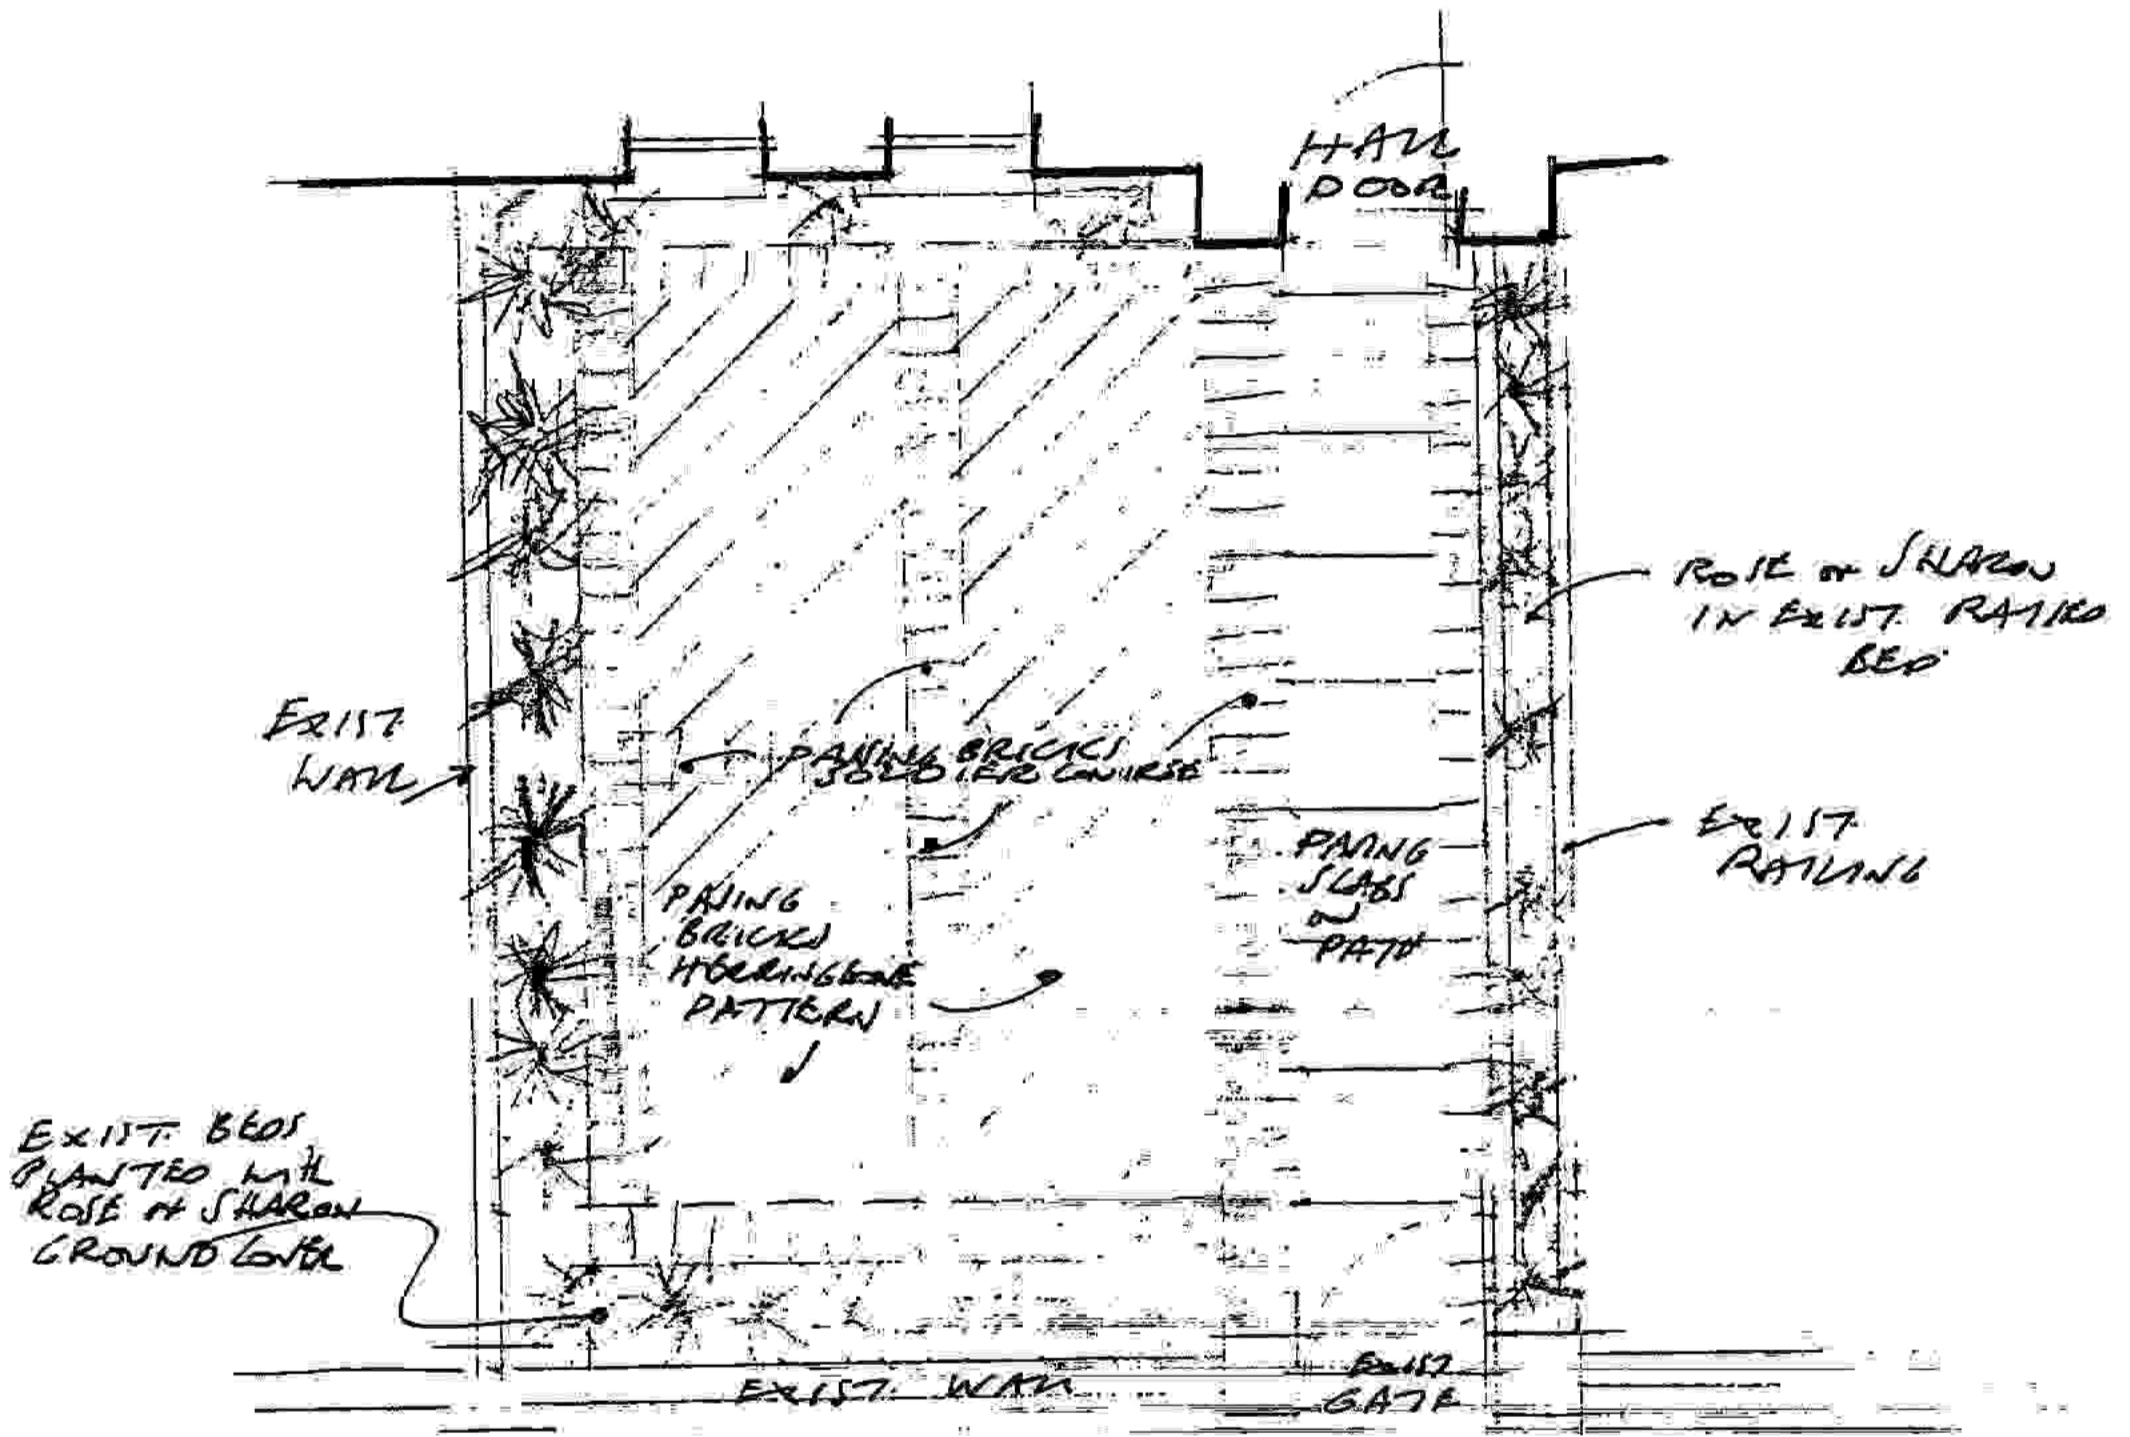 HALL
DOOR
ROSE OF SHARON
IN EXIST. RAISED
BED.
EXIST.
WALL
PAVING BRICKS
SOLDIER COURSE
EXIST.
RAILING
PAVING
SLABS
ON
PATH
PAVING
BRICKS
HERRINGBONE
PATTERN
EXIST. BEDS
PLANTED WITH
ROSE OF SHARON
GROUND COVER
EXIST
GATE
EXIST. WALL